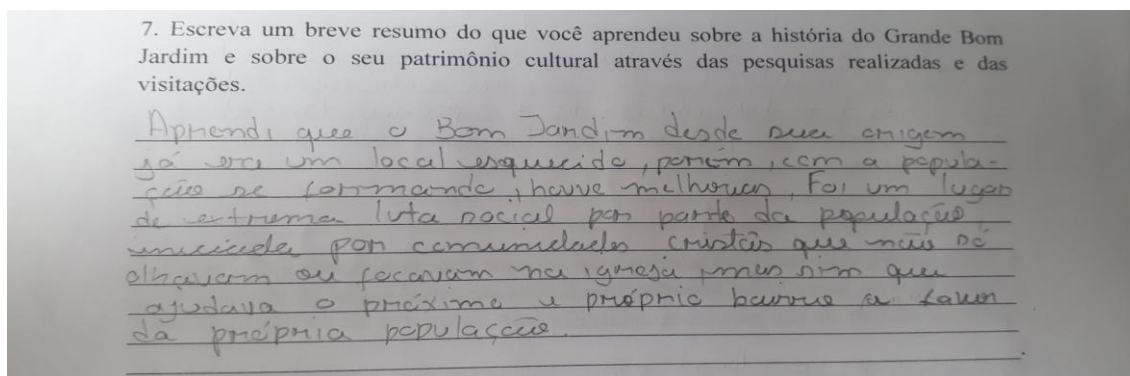 7. Escreva um breve resumo do que você aprendeu sobre a história do Grande Bom
Jardim e sobre o seu patrimônio cultural através das pesquisas realizadas e das
visitações.
Aprendi que o Bom Jardim desde sua origem
já era um local esquecido, porém, com a popula-
ção se formando, houve melhorias. Foi um lugar
de extrema luta social por parte da população
iniciada por comunidades cristãs que não só
olhavam ou focavam na igreja, mas sim que
ajudava o próximo e próprio bairro a favor
da própria população.